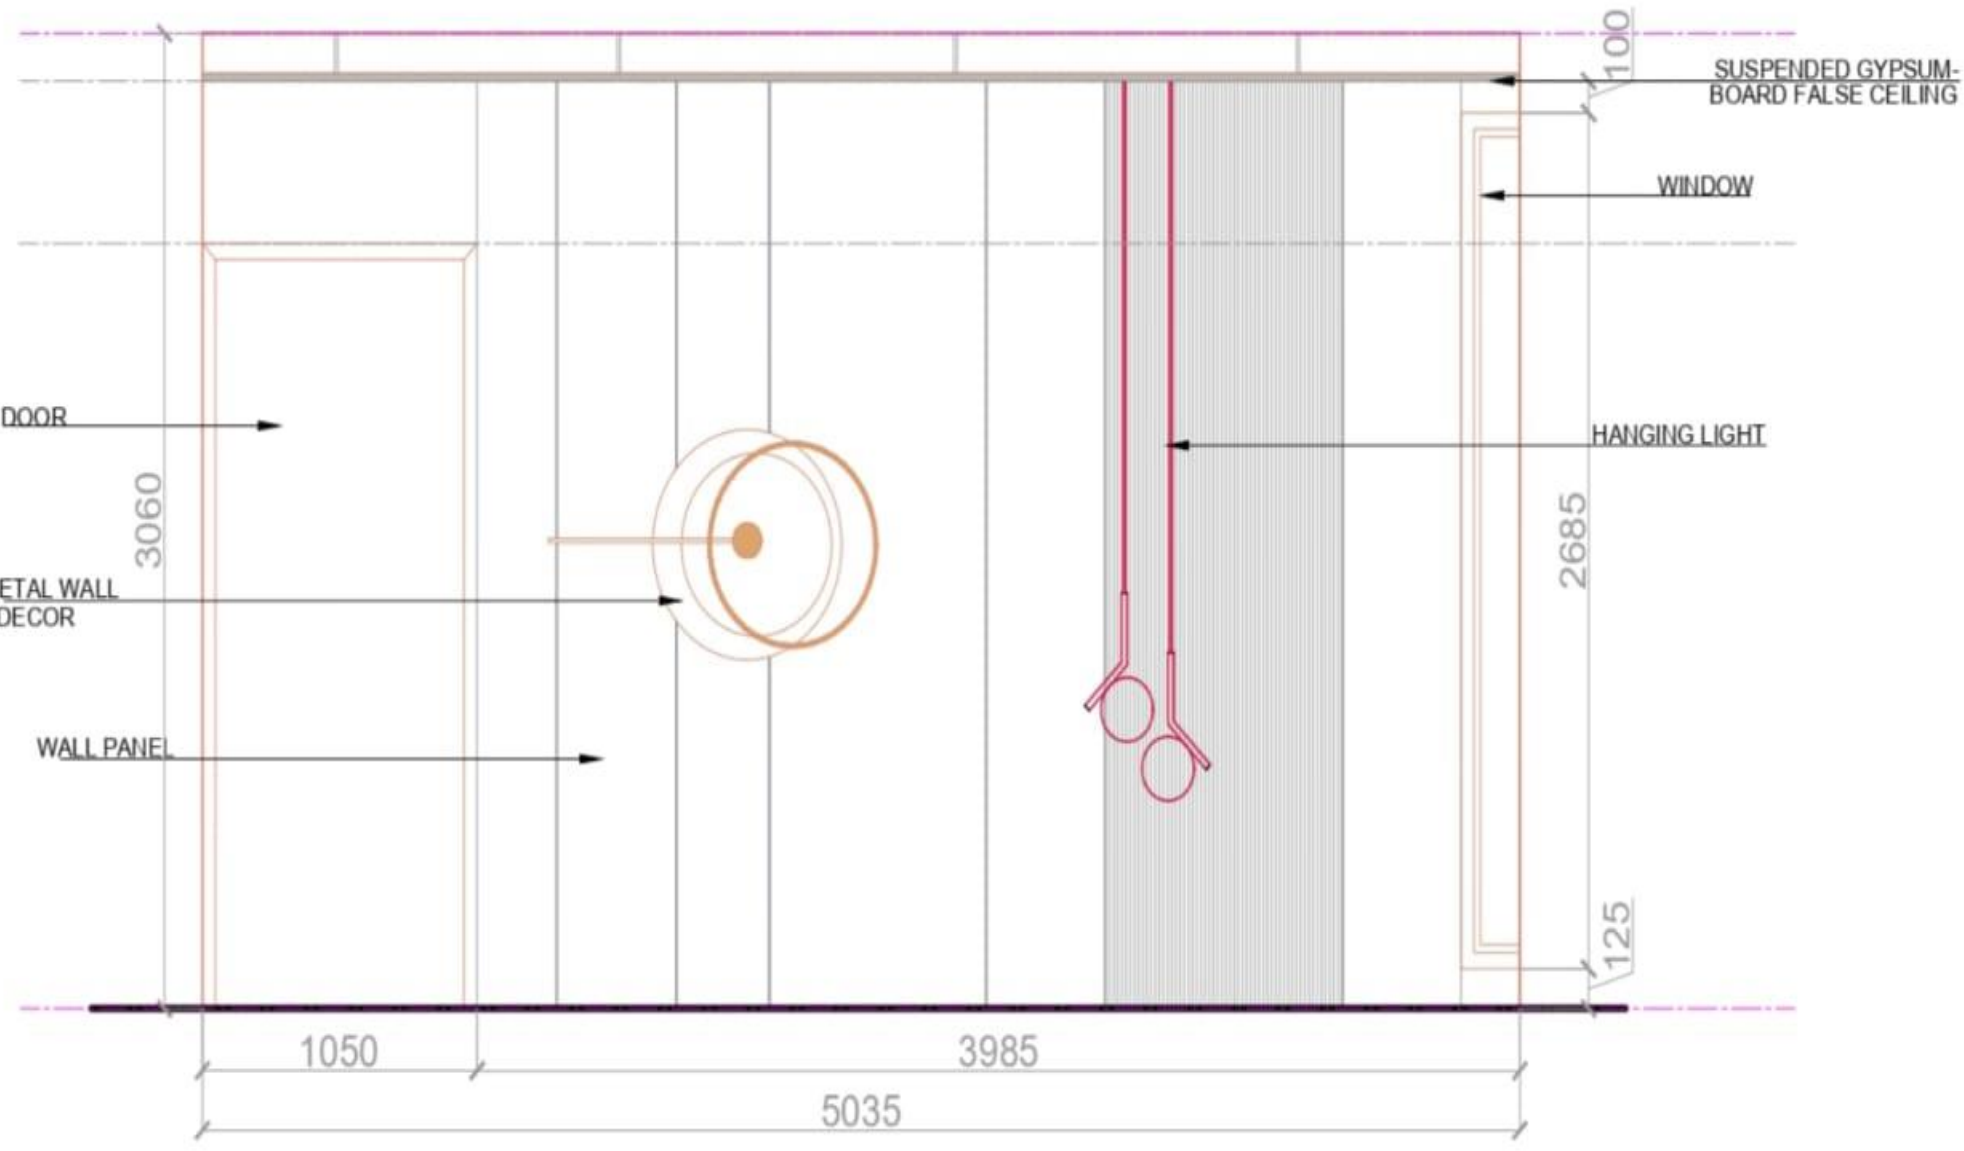 100
SUSPENDED GYPSUM-
BOARD FALSE CEILING
WINDOW
DOOR
HANGING LIGHT
3060
2685
ETAL WALL
DECOR
WALL PANEL
125
1050
3985
5035